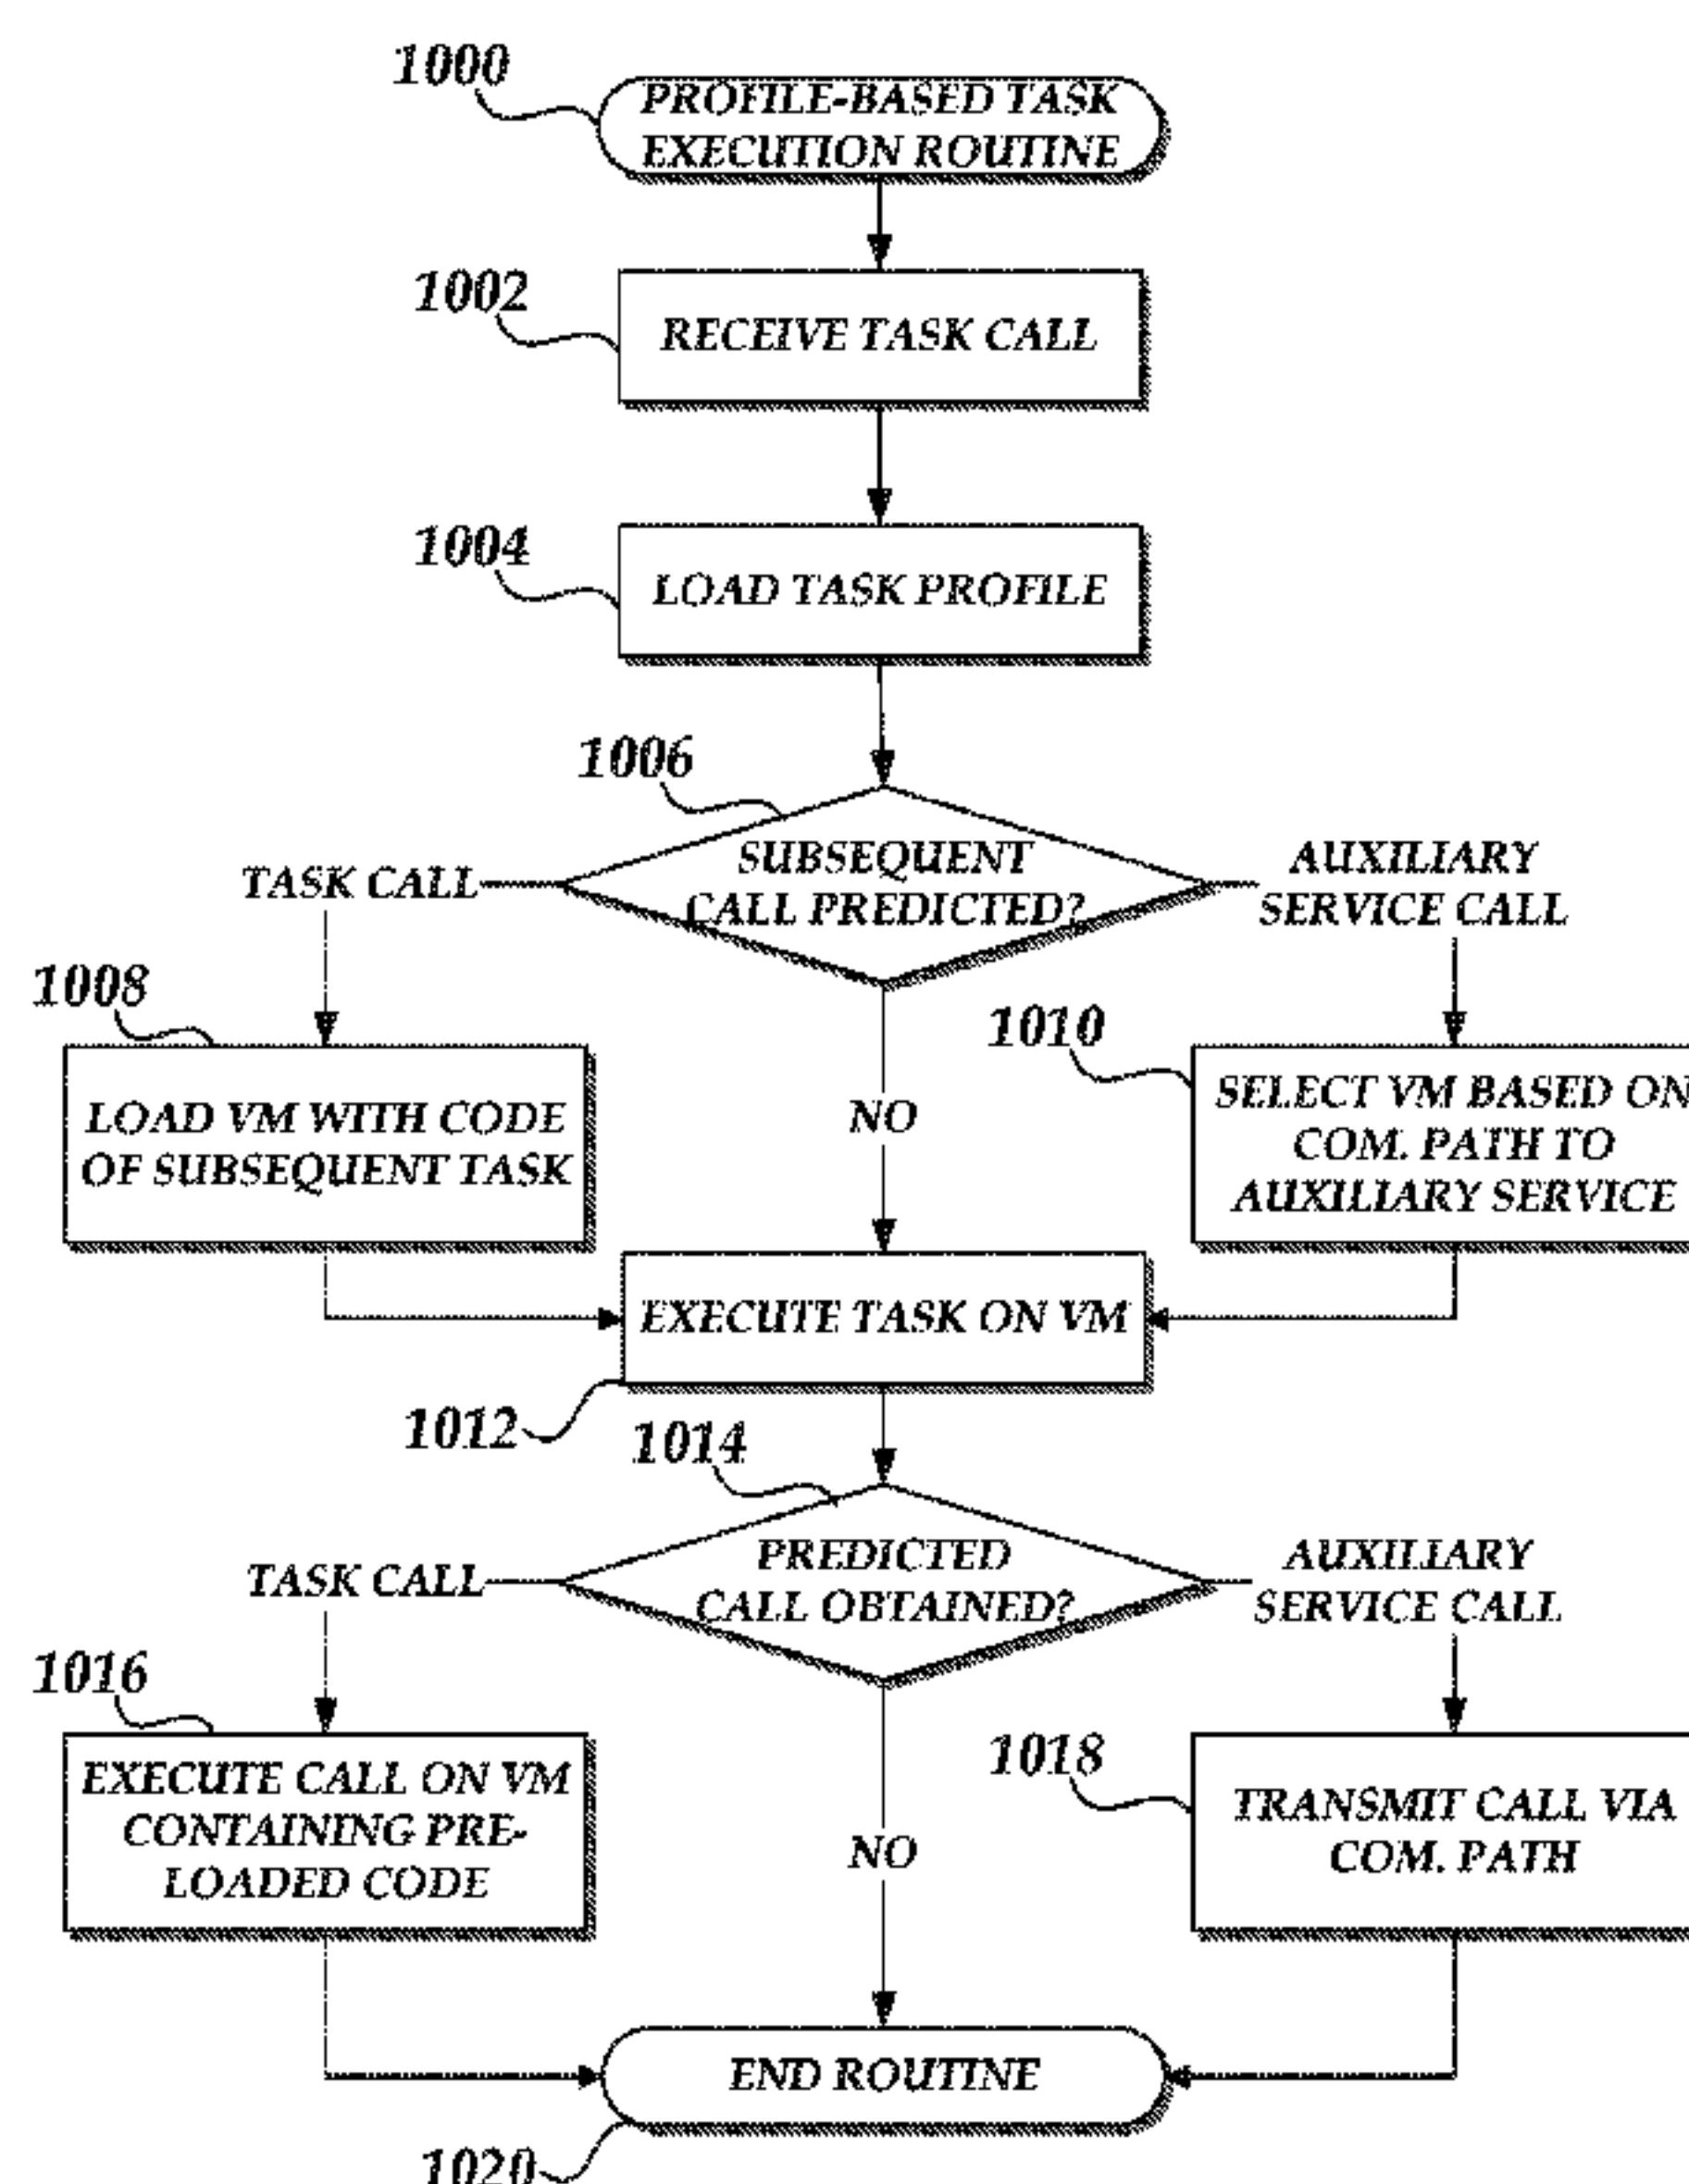 1000
PROFILE-BASED TASK
EXECUTION ROUTINE
1002
RECEIVE TASK CALL
1004
LOAD TASK PROFILE
1006
SUBSEQUENT
CALL PREDICTED?
TASK CALL
AUXILIARY
SERVICE CALL
1008
LOAD VM WITH CODE
OF SUBSEQUENT TASK
NO
1010
SELECT VM BASED ON
COM. PATH TO
AUXILIARY SERVICE
EXECUTE TASK ON VM
1012
1014
PREDICTED
CALL OBTAINED?
TASK CALL
AUXILIARY
SERVICE CALL
1016
EXECUTE CALL ON VM
CONTAINING PRE-
LOADED CODE
NO
1018
TRANSMIT CALL VIA
COM. PATH
END ROUTINE
1020